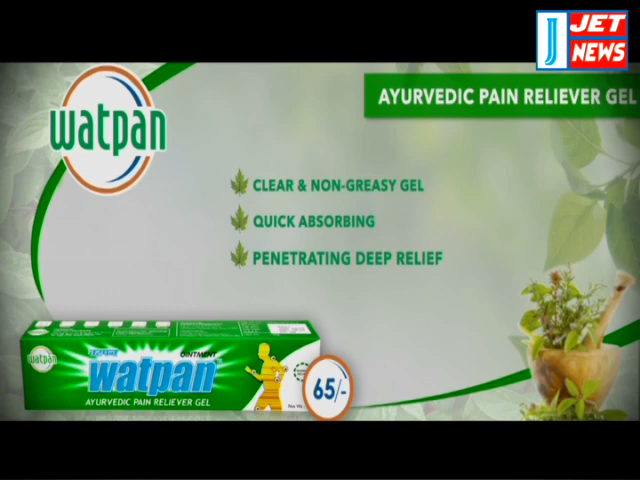 JET
NEWS
watpan
AYURVEDIC PAIN RELIEVER GEL
CLEAR & NON-GREASY GEL
QUICK ABSORBING
PENETRATING DEEP RELIEF
watpan
OINTMENT
watpan
AYURVEDIC PAIN RELIEVER GEL
65/-